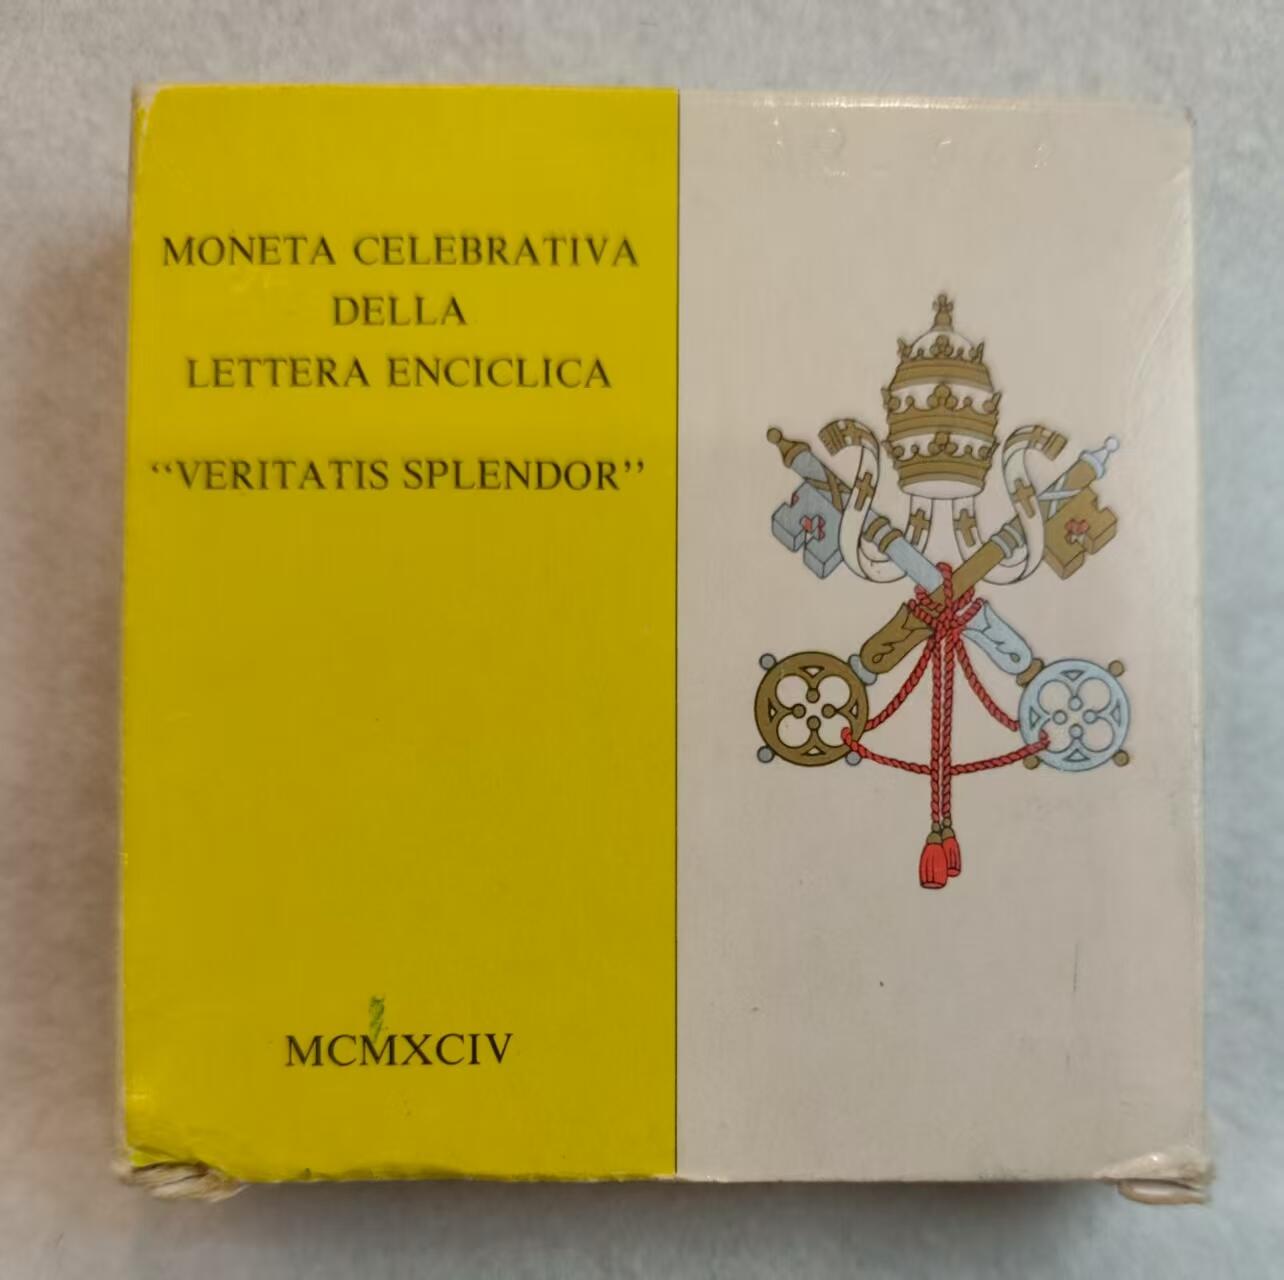 MONETA CELEBRATIVA
DELLA
LETTERA ENCICLICA
“VERITATIS SPLENDOR”
MCMXCIV